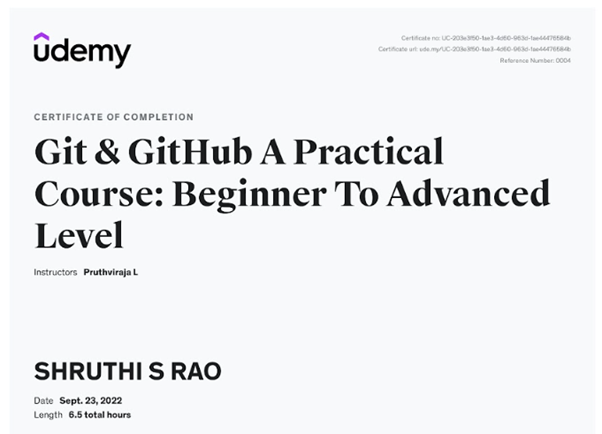 udemy
Certificate no: UC-203e3f50-1ae3-4d60-963d-1ae44476584b
Certificate url: ude.my/UC-203e3f50-1ae3-4d60-963d-1ae44476584b
Reference Number: 0004
CERTIFICATE OF COMPLETION
Git & GitHub A Practical
Course: Beginner To Advanced
Level
Instructors Pruthviraja L
SHRUTHI S RAO
Date Sept. 23, 2022
Length 6.5 total hours